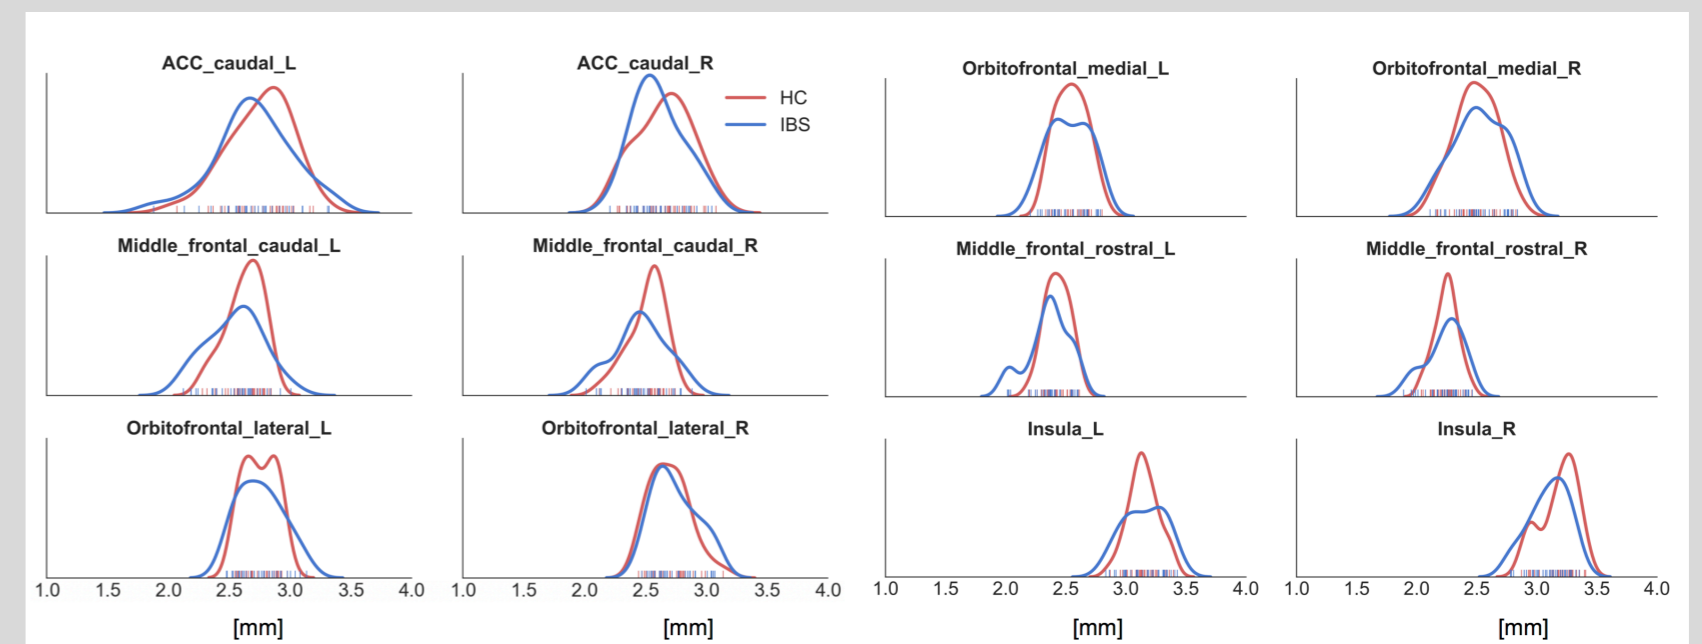 ACC_caudal_L ACC_caudal_R Orbitofrontal_medial_L Orbitofrontal_medial_R
HC
IBS
Middle_frontal_caudal_L Middle_frontal_caudal_R Middle_frontal_rostral_L Middle_frontal_rostral_R
Orbitofrontal_lateral_L Orbitofrontal_lateral_R Insula_L Insula_R
1.0 1.5 2.0 2.5 3.0 3.5 4.0 1.0 1.5 2.0 2.5 3.0 3.5 4.0 1.0 1.5 2.0 2.5 3.0 3.5 4.0 1.0 1.5 2.0 2.5 3.0 3.5 4.0
[mm] [mm] [mm] [mm]